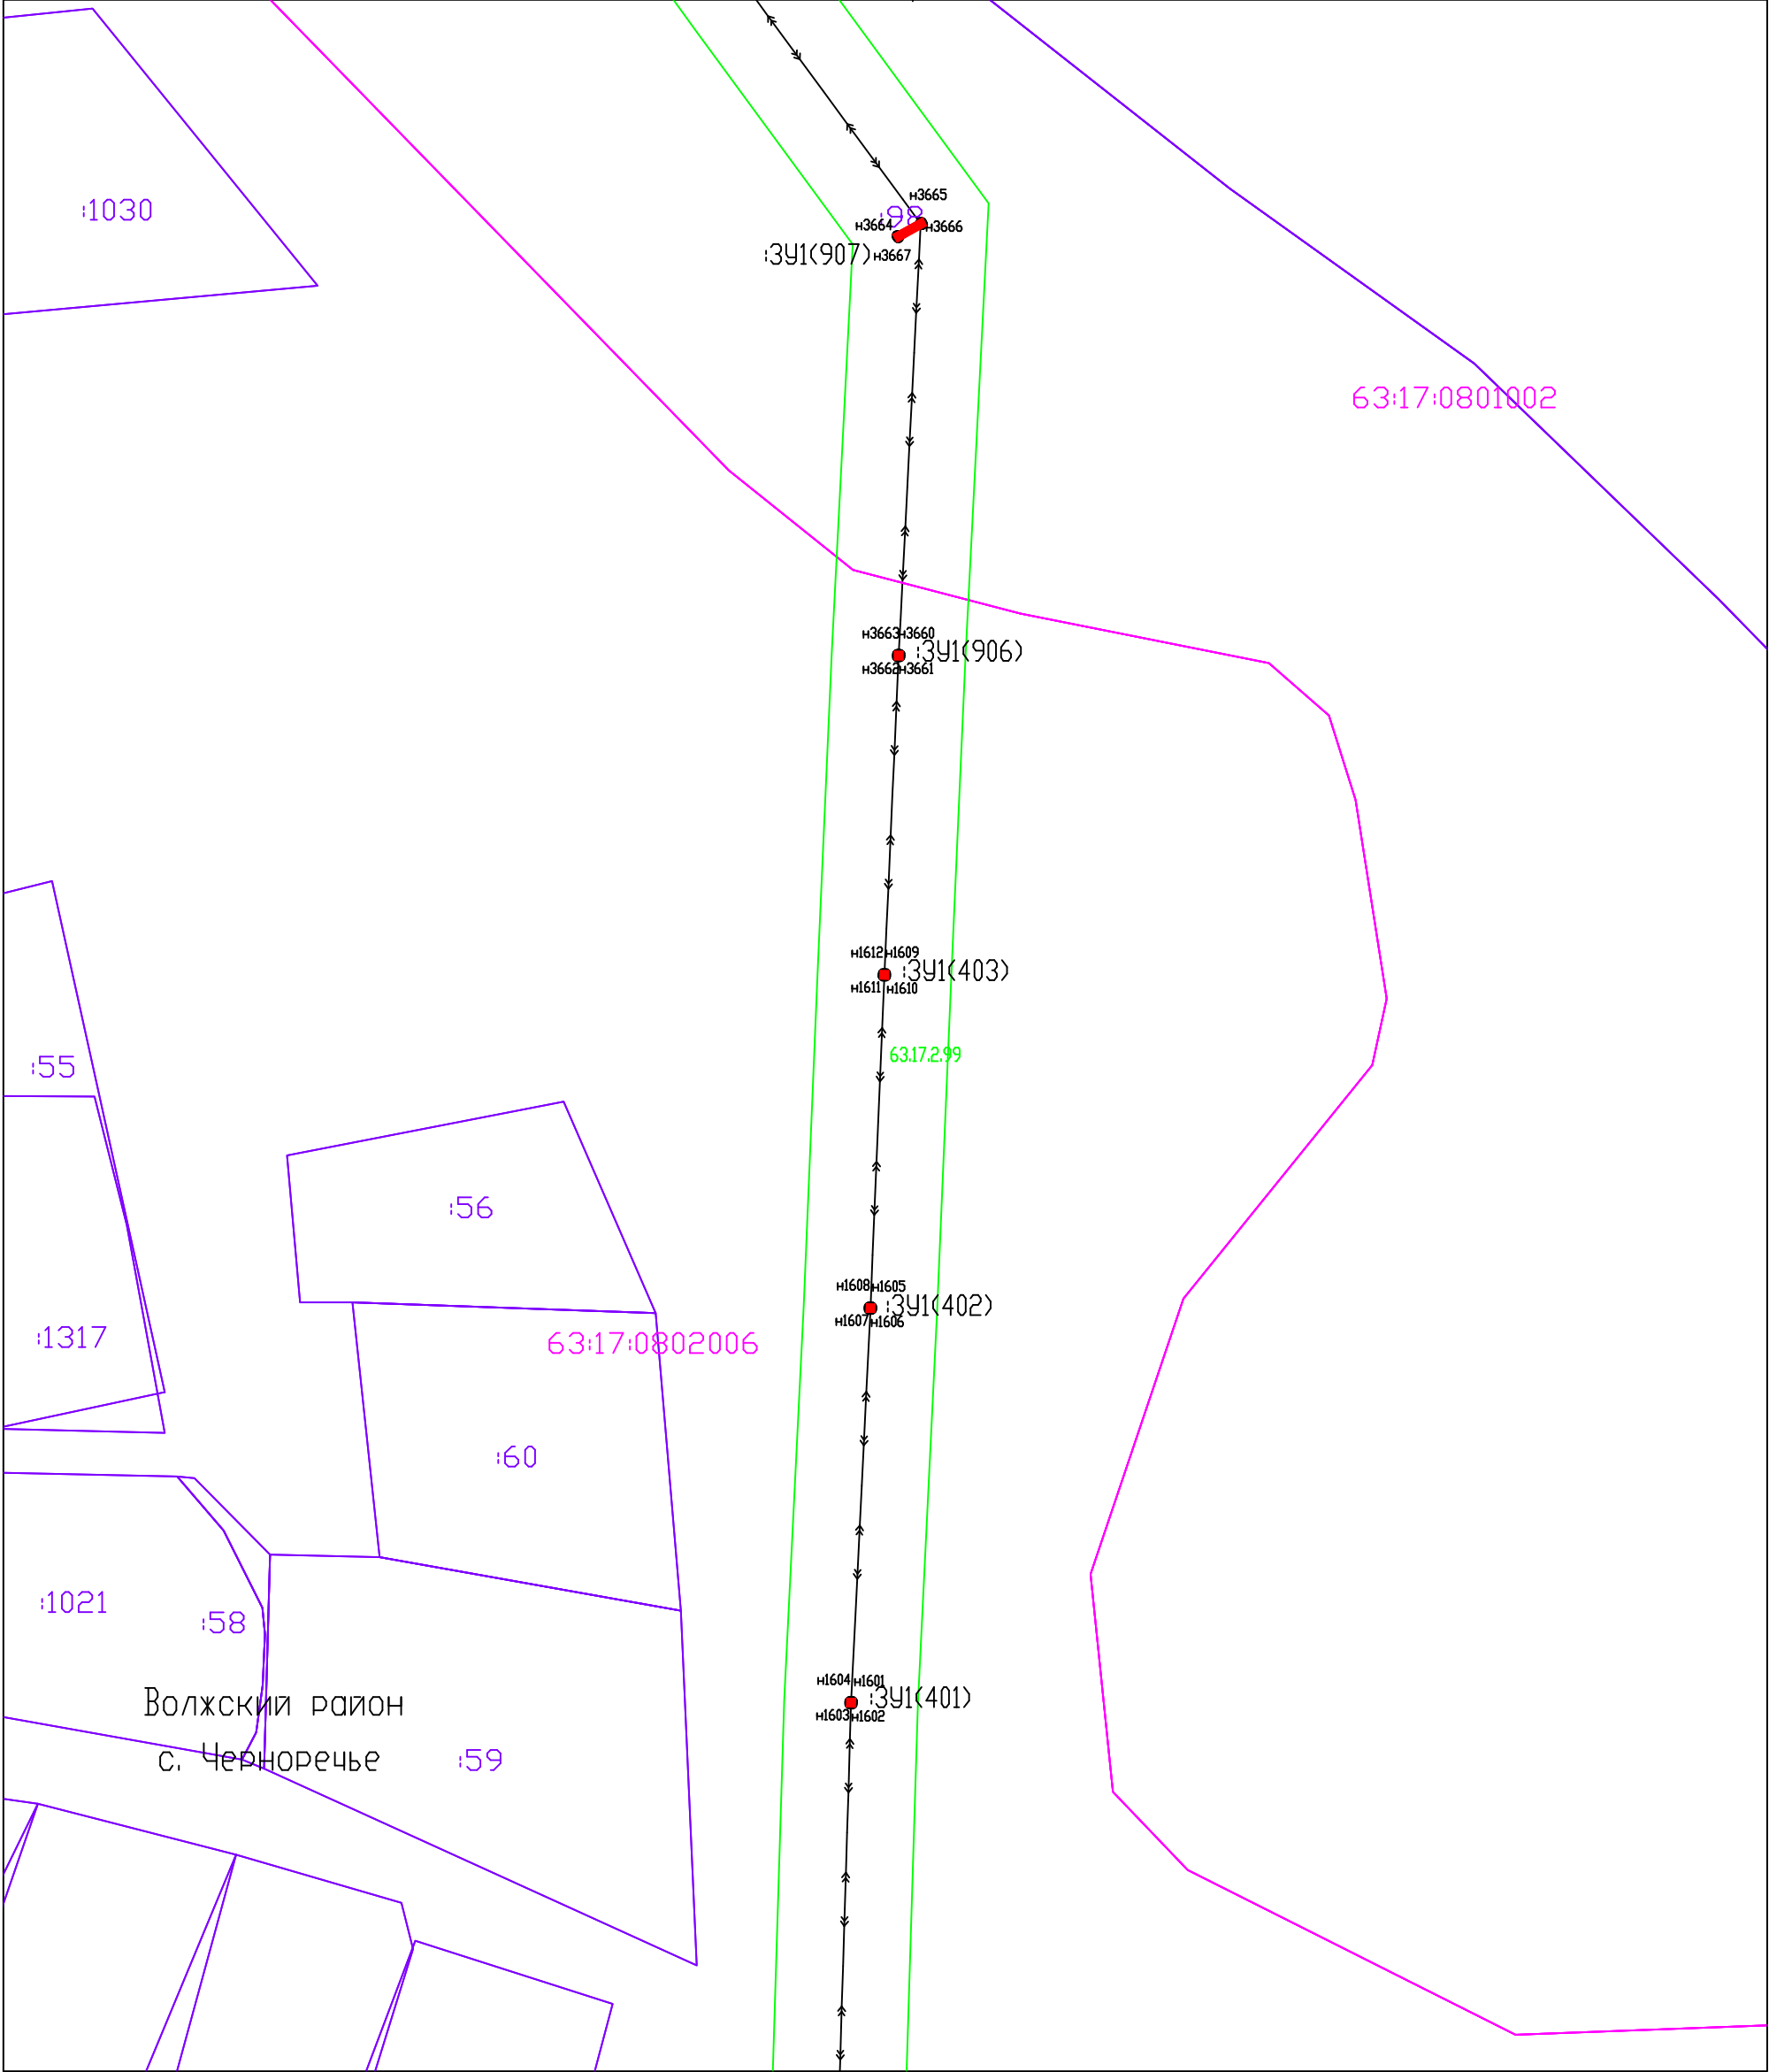 :1030
н3665
:98
н3664
н3666
:ЗУ1(907)
н3667
63:17:0801002
н3663
н3660
:ЗУ1(906)
н3662
н3661
н1612
н1609
:ЗУ1(403)
н1611
н1610
63.17.2.99
:55
:56
н1608
н1605
:ЗУ1(402)
н1607
н1606
:1317
63:17:0802006
:60
:1021
:58
н1604
н1601
:ЗУ1(401)
н1603
н1602
Волжский район
с. Черноречье
:59